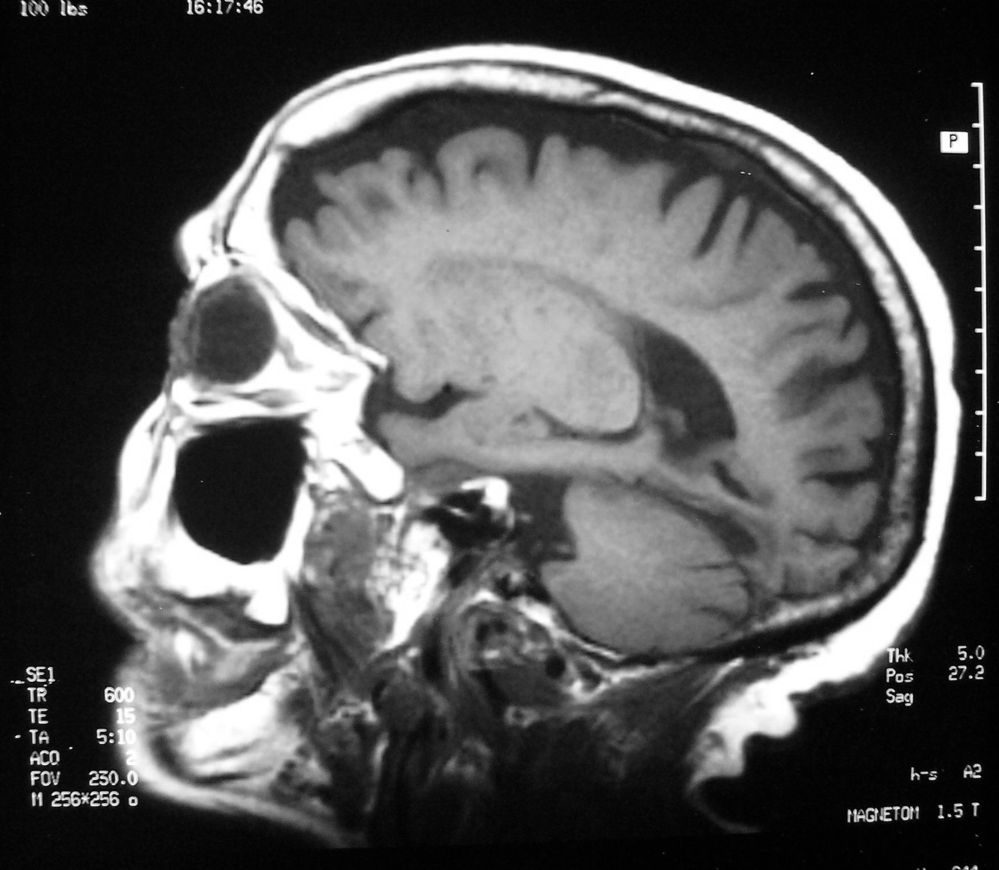 100 lbs 16:17:46
P
SE1
TR 600
TE 15
TA 5:10
ACQ 2
FOV 230.0
M 256*256 o
Thk 5.0
Pos 27.2
Sag
h-s A2
MAGNETOM 1.5 T